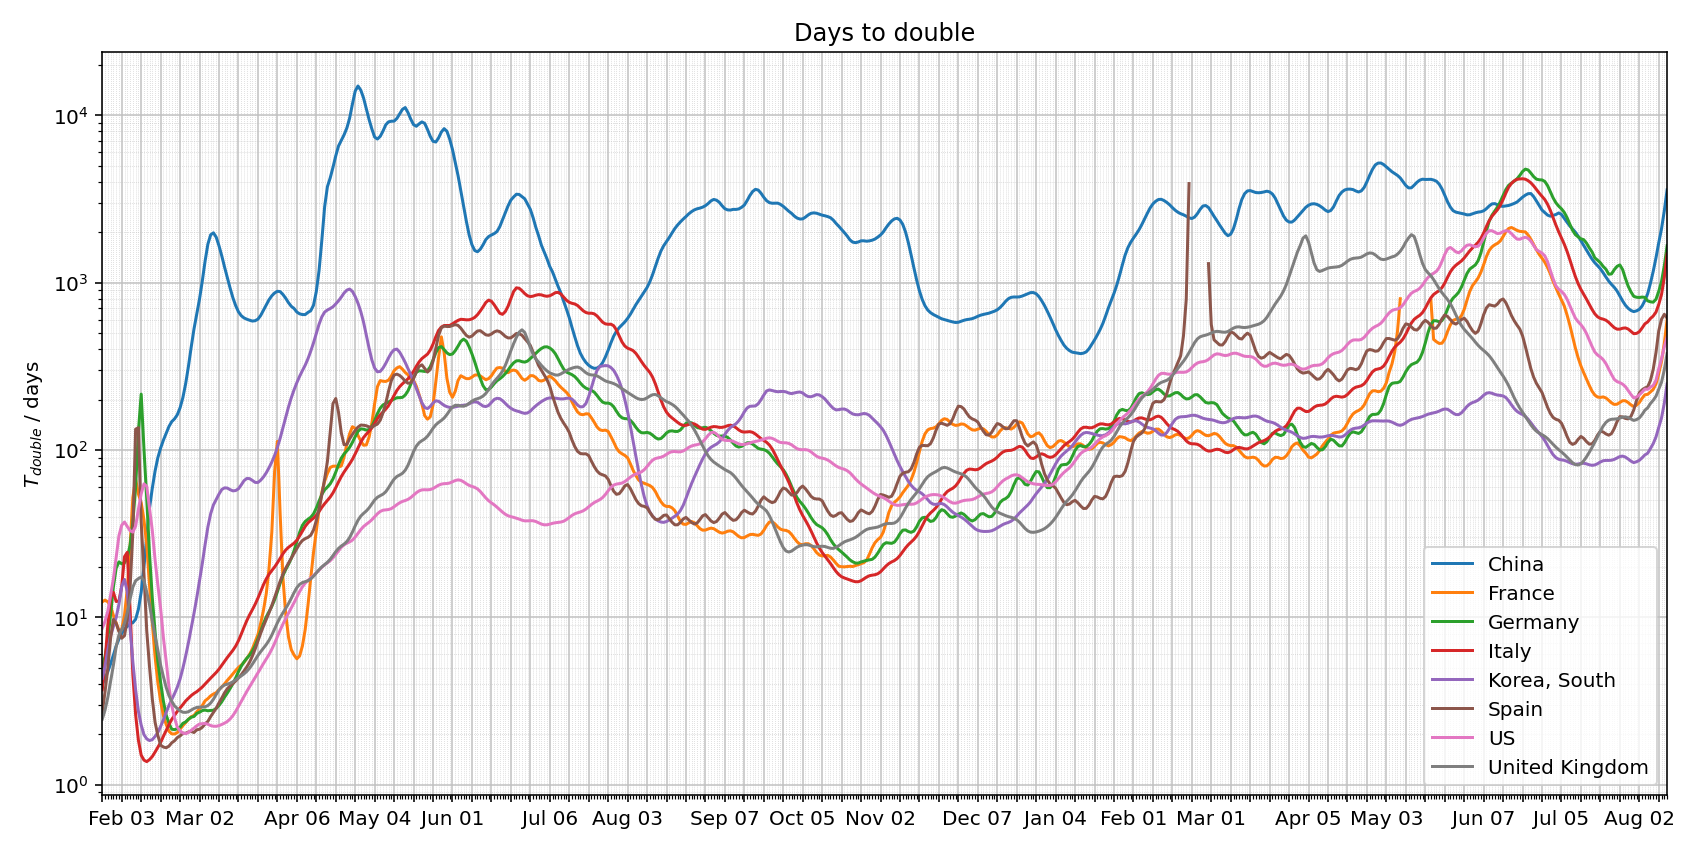 Days to double
10⁴
10³
10²
10¹
10⁰
T_double / days
Feb 03 Mar 02 Apr 06 May 04 Jun 01 Jul 06 Aug 03 Sep 07 Oct 05 Nov 02 Dec 07 Jan 04 Feb 01 Mar 01 Apr 05 May 03 Jun 07 Jul 05 Aug 02
China
France
Germany
Italy
Korea, South
Spain
US
United Kingdom